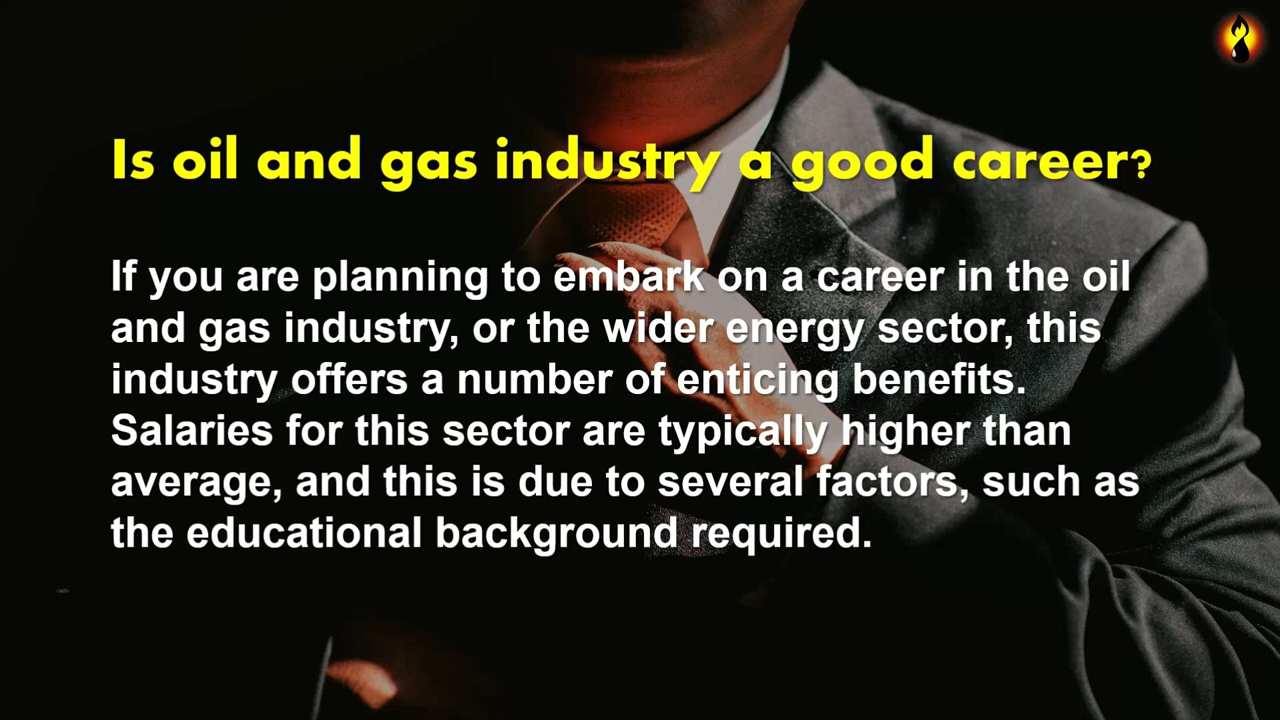 Is oil and gas industry a good career?
If you are planning to embark on a career in the oil
and gas industry, or the wider energy sector, this
industry offers a number of enticing benefits.
Salaries for this sector are typically higher than
average, and this is due to several factors, such as
the educational background required.